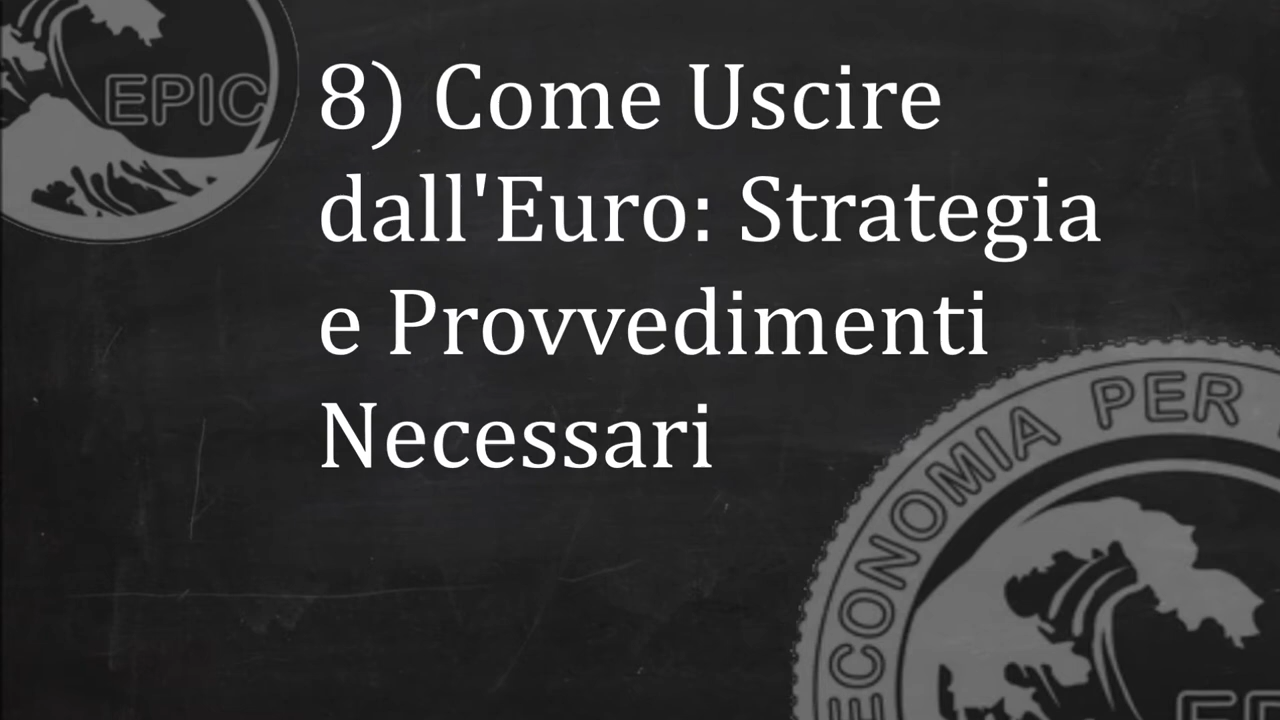 EPIC
8) Come Uscire
dall'Euro: Strategia
e Provvedimenti
Necessari
ECONOMIA PER